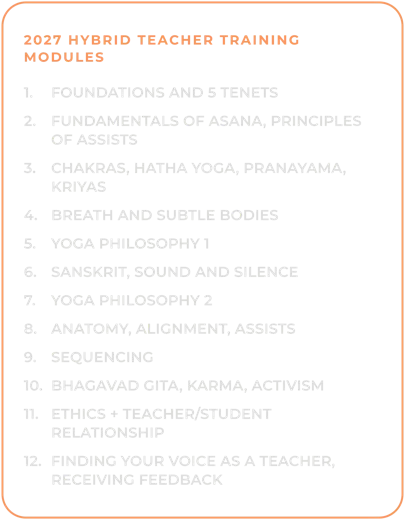 2027 HYBRID TEACHER TRAINING
MODULES
1. FOUNDATIONS AND 5 TENETS
2. FUNDAMENTALS OF ASANA, PRINCIPLES
OF ASSISTS
3. CHAKRAS, HATHA YOGA, PRANAYAMA,
KRIYAS
4. BREATH AND SUBTLE BODIES
5. YOGA PHILOSOPHY 1
6. SANSKRIT, SOUND AND SILENCE
7. YOGA PHILOSOPHY 2
8. ANATOMY, ALIGNMENT, ASSISTS
9. SEQUENCING
10. BHAGAVAD GITA, KARMA, ACTIVISM
11. ETHICS + TEACHER/STUDENT
RELATIONSHIP
12. FINDING YOUR VOICE AS A TEACHER,
RECEIVING FEEDBACK